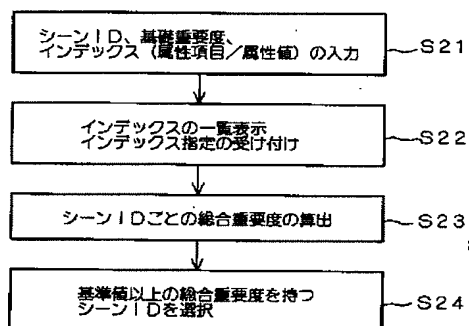 シーンID、基礎重要度、
インデックス（属性項目／属性値）の入力
S21
インデックスの一覧表示
インデックス指定の受け付け
S22
シーンIDごとの総合重要度の算出
S23
基準値以上の総合重要度を持つ
シーンIDを選択
S24